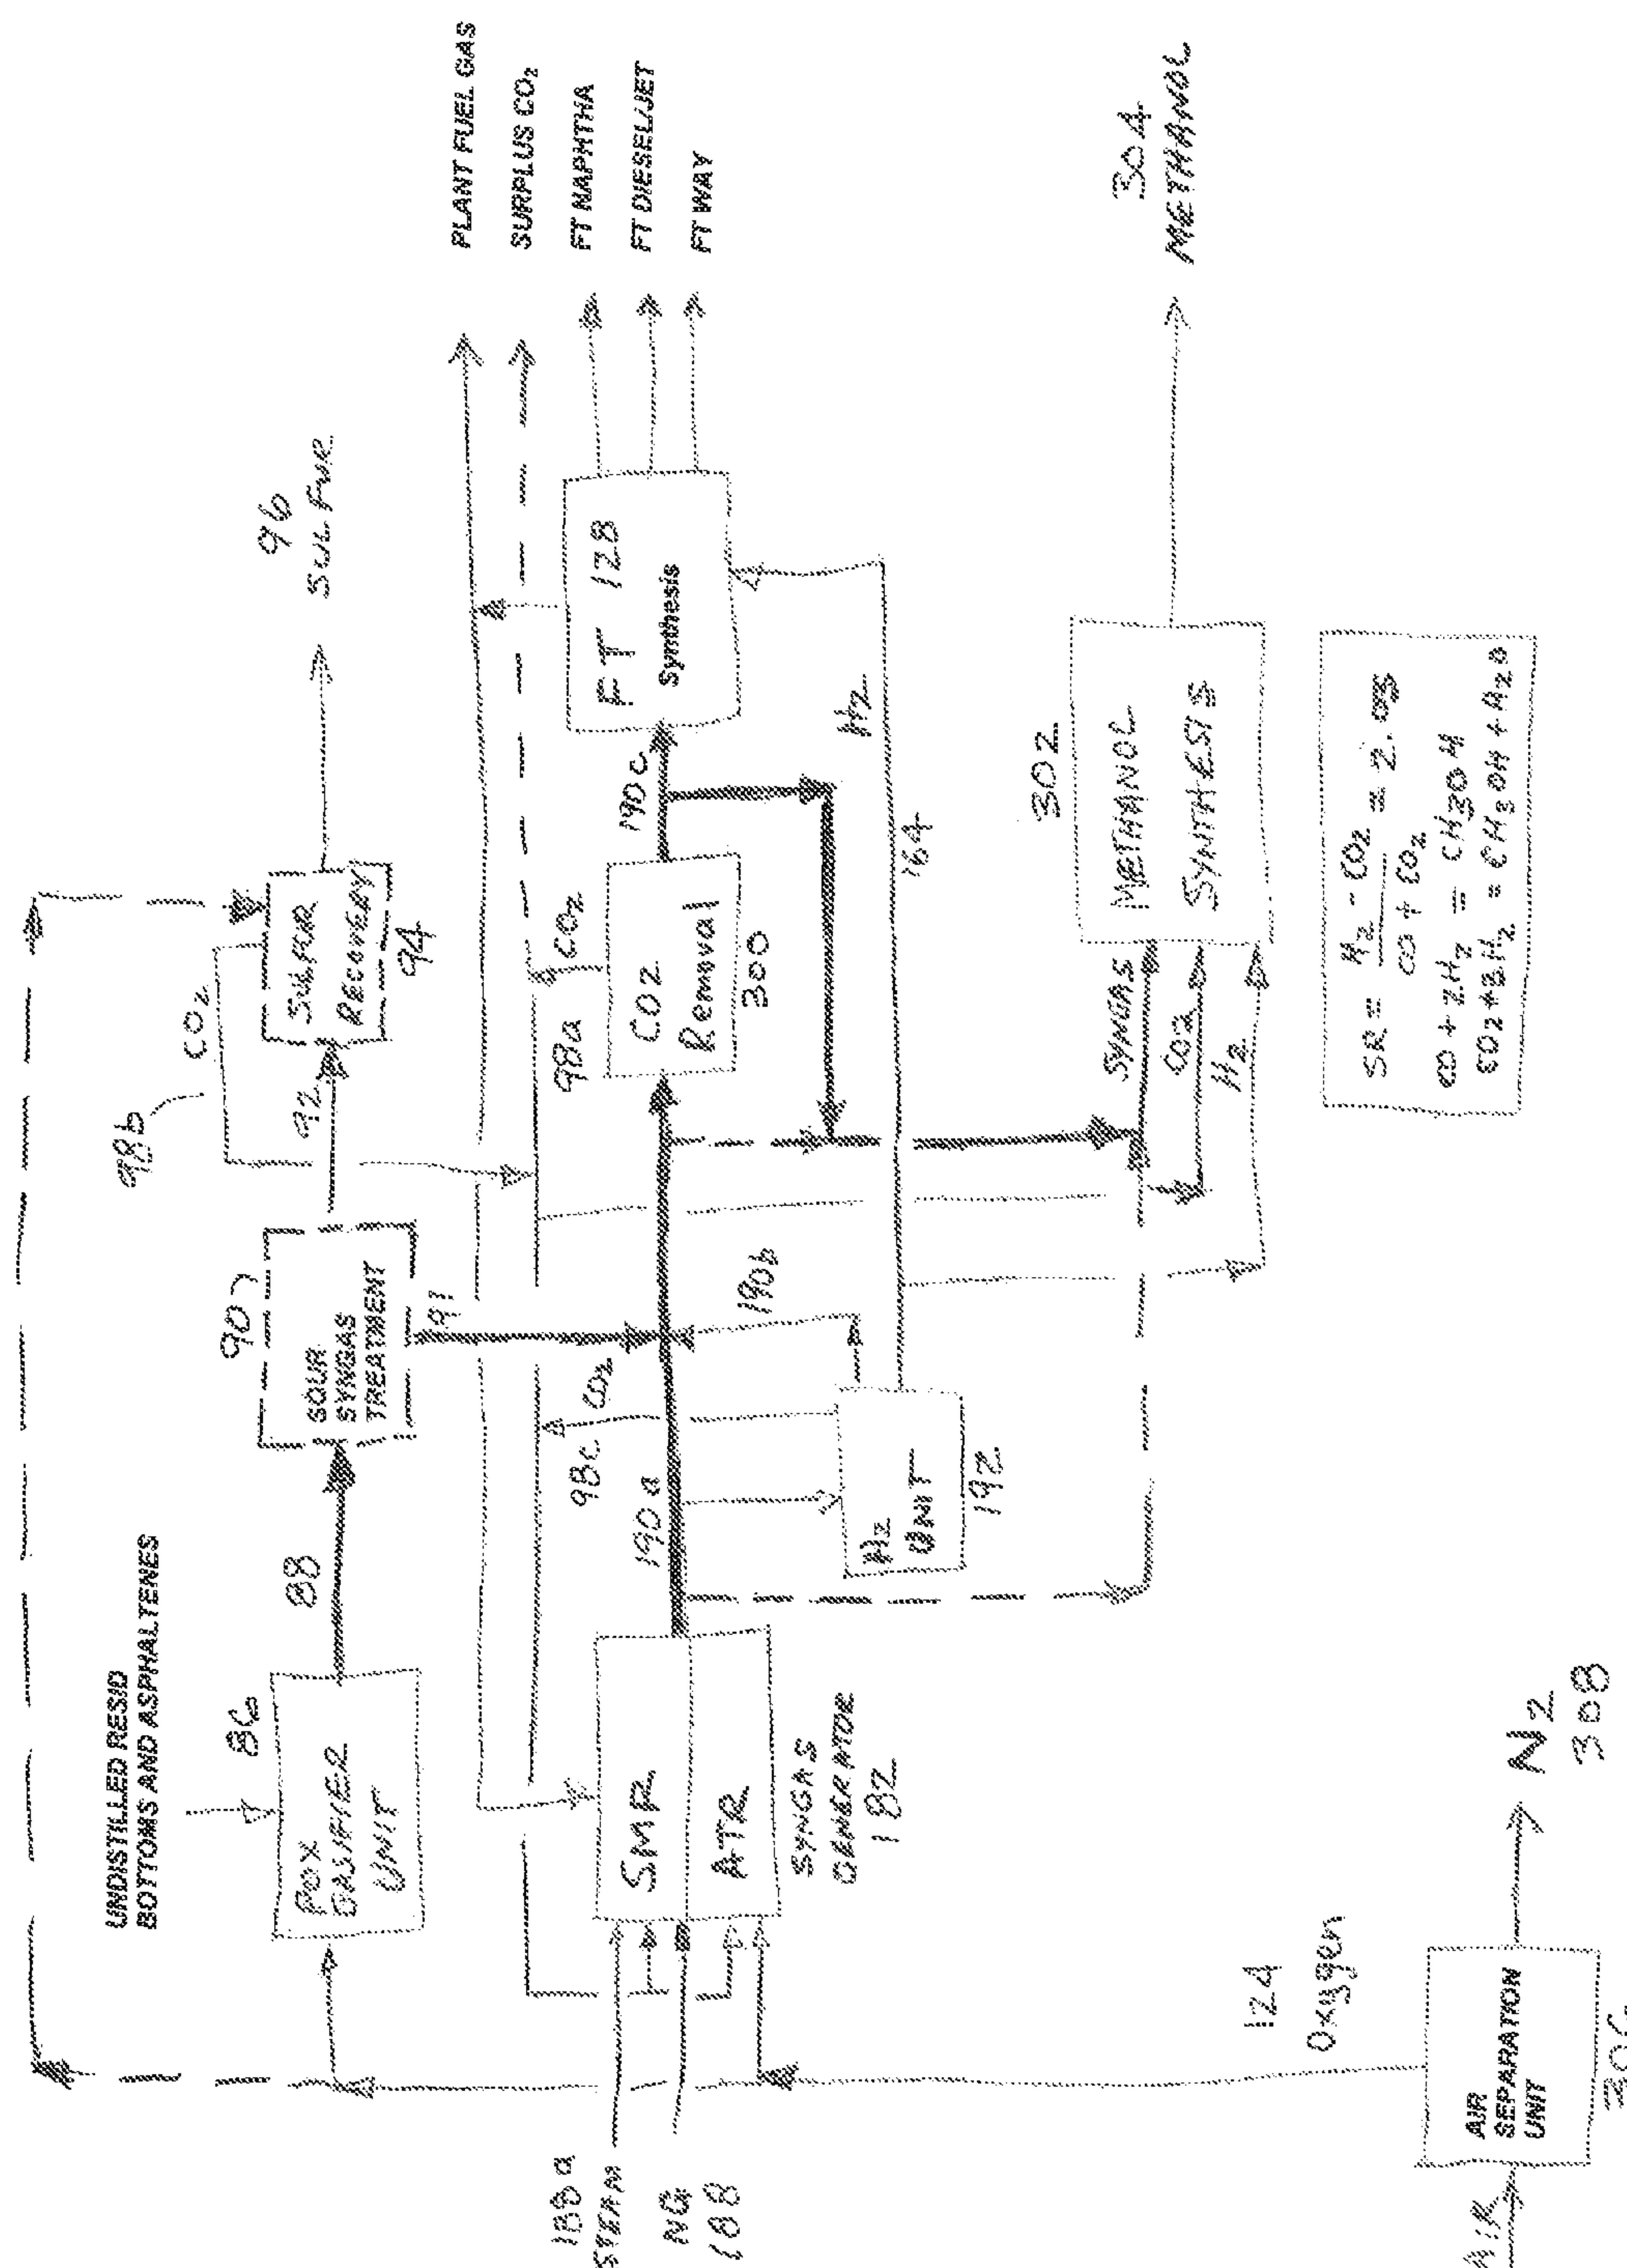 UNDISTILLED RESID
BOTTOMS AND ASPHALTENES
86
POX
GASIFIER
UNIT
88
90
SOUR
SYNGAS
TREATMENT
91
92
98b
CO2
SULFUR
RECOVERY
94
96
SULFUR
PLANT FUEL GAS
SURPLUS CO2
FT NAPHTHA
FT DIESEL/JET
FT WAY
188a
STEAM
NG
188
SMR
ATR
SYNGAS
GENERATOR
182
190a
98c
CO2
190b
H2
UNIT
192
98a
CO2
CO2
Removal
300
190c
FT 128
Synthesis
H2
164
SYNGAS
CO2
H2
302
METHANOL
SYNTHESIS
304
METHANOL
SR = H2 - CO2 = 2.05
CO + CO2
CO + 2H2 = CH3OH
CO2 + 3H2 = CH3OH + H2O
124
Oxygen
AIR
AIR
SEPARATION
UNIT
306
N2
308